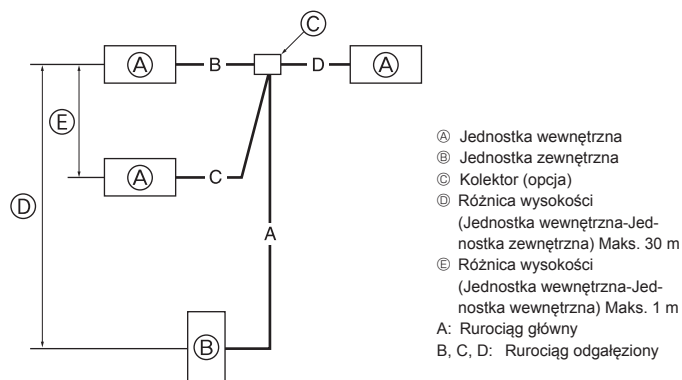 Ⓒ
Ⓐ B D Ⓐ
Ⓔ
Ⓐ C
Ⓓ
A
Ⓑ
Ⓐ Jednostka wewnętrzna
Ⓑ Jednostka zewnętrzna
Ⓒ Kolektor (opcja)
Ⓓ Różnica wysokości
(Jednostka wewnętrzna-Jed-
nostka zewnętrzna) Maks. 30 m
Ⓔ Różnica wysokości
(Jednostka wewnętrzna-Jed-
nostka wewnętrzna) Maks. 1 m
A: Rurociąg główny
B, C, D: Rurociąg odgałęziony